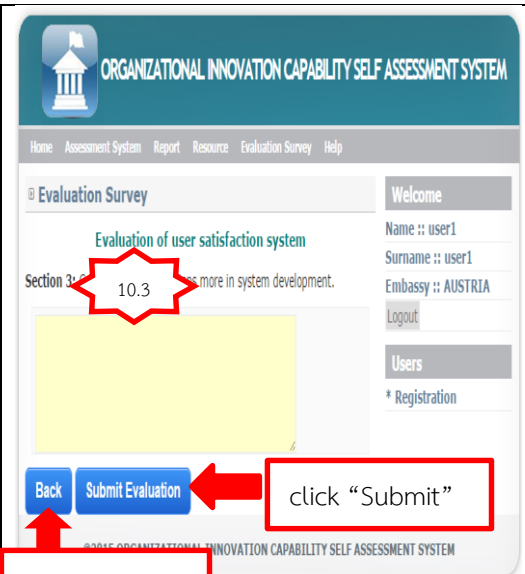 ORGANIZATIONAL INNOVATION CAPABILITY SELF ASSESSMENT SYSTEM
Home Assessment System Report Resource Evaluation Survey Help
Evaluation Survey
Evaluation of user satisfaction system
Section 3:
10.3
more in system development.
Back
Submit Evaluation
click “Submit”
INNOVATION CAPABILITY SELF ASSESSMENT SYSTEM
Welcome
Name :: user1
Surname :: user1
Embassy :: AUSTRIA
Logout
Users
* Registration